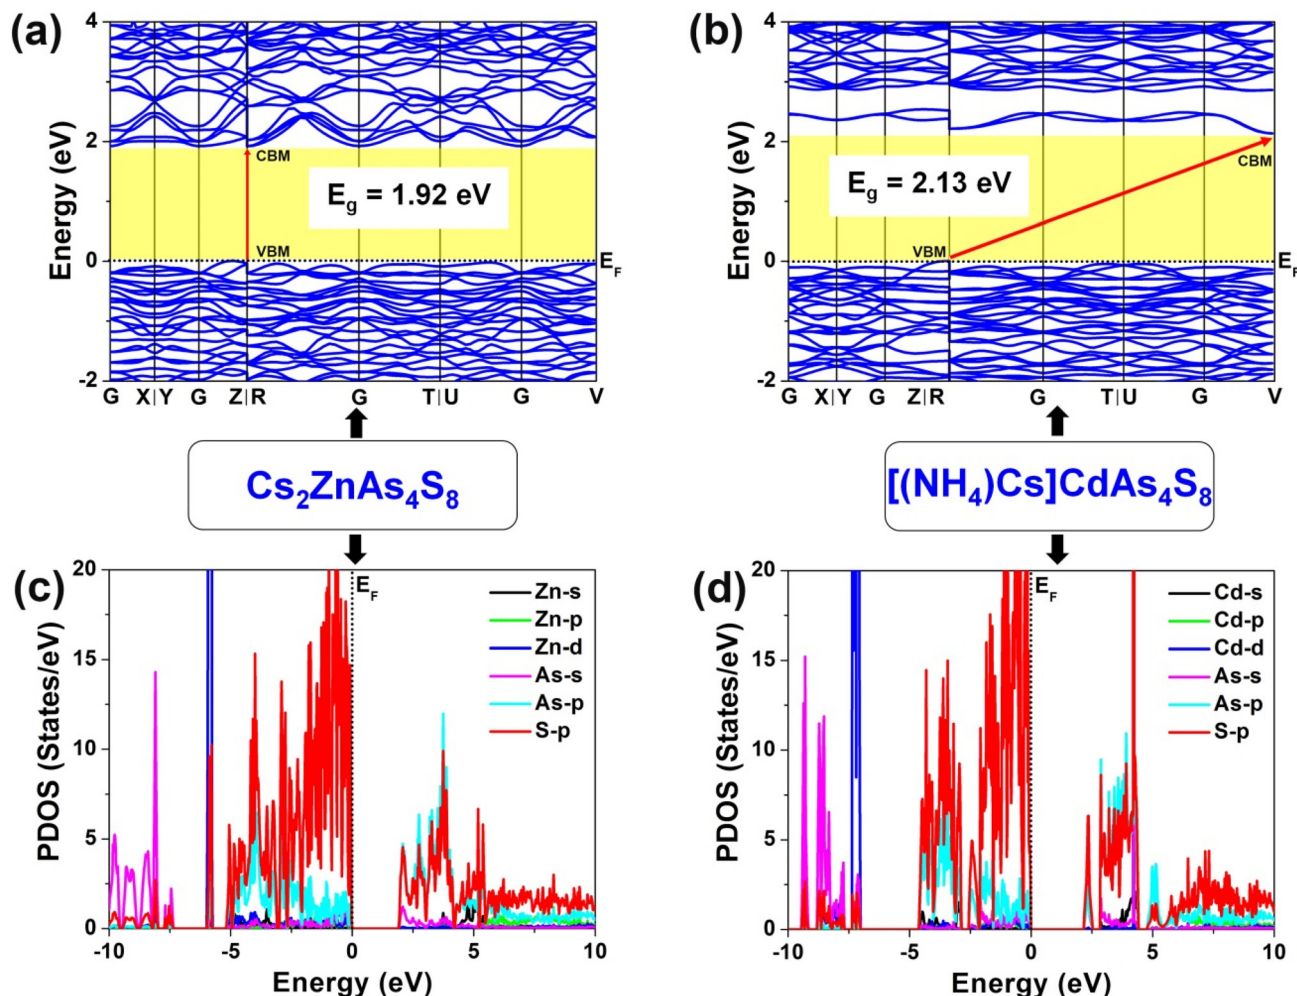 (a)
4
2
0
-2
Energy (eV)
CBM
E_g = 1.92 eV
VBM
E_F
G X|Y G Z|R G T|U G V
(b)
4
2
0
-2
Energy (eV)
CBM
E_g = 2.13 eV
VBM
E_F
G X|Y G Z|R G T|U G V
Cs₂ZnAs₄S₈
[(NH₄)Cs]CdAs₄S₈
(c)
20
15
10
5
0
PDOS (States/eV)
E_F
Zn-s
Zn-p
Zn-d
As-s
As-p
S-p
-10 -5 0 5 10
Energy (eV)
(d)
20
15
10
5
0
PDOS (States/eV)
E_F
Cd-s
Cd-p
Cd-d
As-s
As-p
S-p
-10 -5 0 5 10
Energy (eV)